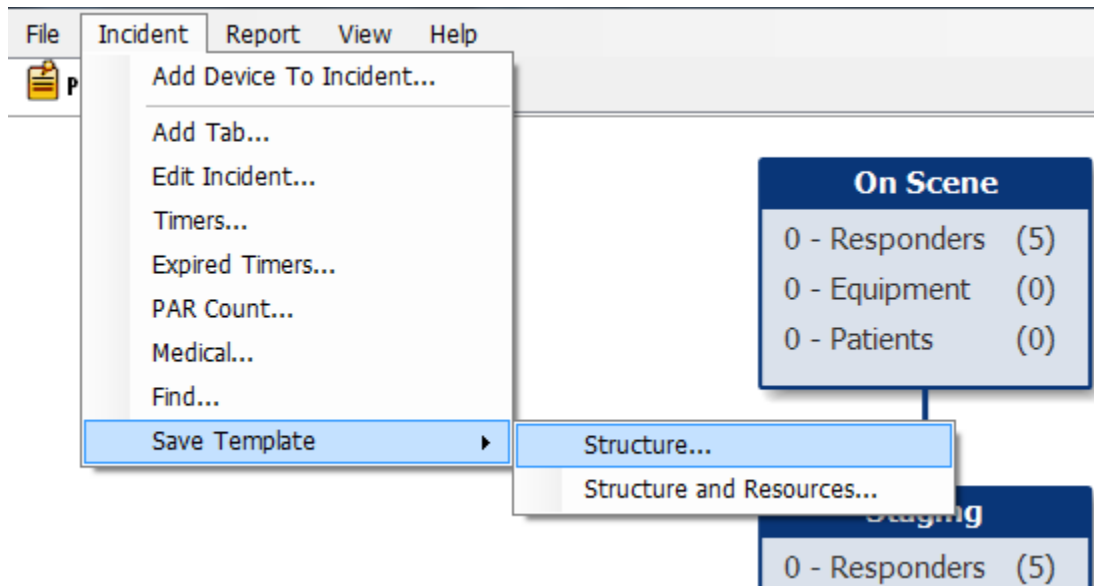 File Incident Report View Help
P
Add Device To Incident...
Add Tab...
Edit Incident...
Timers...
Expired Timers...
PAR Count...
Medical...
Find...
Save Template
Structure...
Structure and Resources...
On Scene
0 - Responders (5)
0 - Equipment (0)
0 - Patients (0)
Staging
0 - Responders (5)